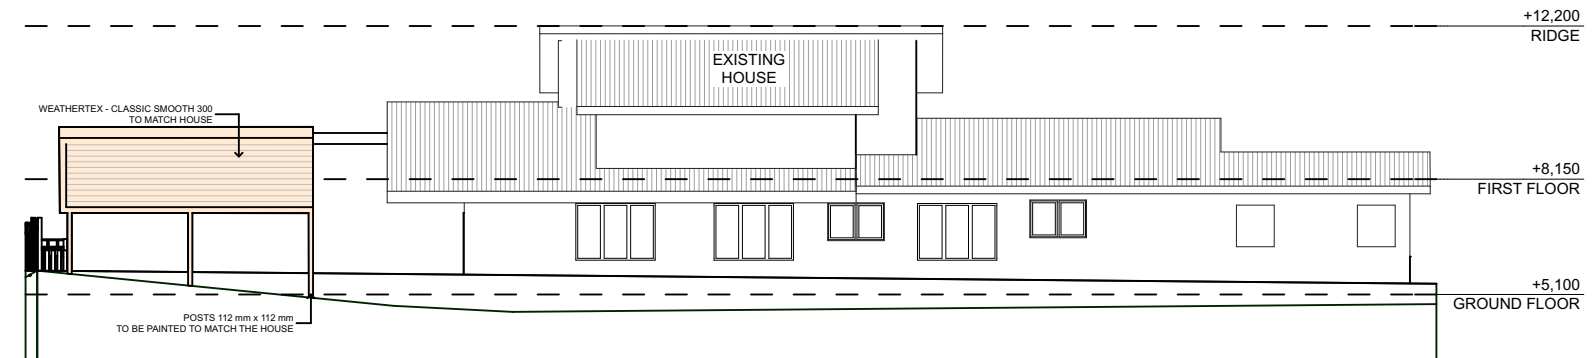 +12,200
RIDGE
EXISTING
HOUSE
WEATHERTEX - CLASSIC SMOOTH 300
TO MATCH HOUSE
+8,150
FIRST FLOOR
+5,100
GROUND FLOOR
POSTS 112 mm x 112 mm
TO BE PAINTED TO MATCH THE HOUSE